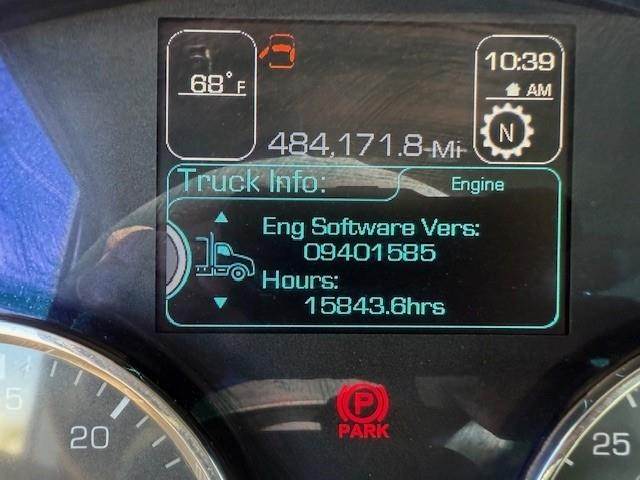 68°F
10:39
AM
N
484,171.8 Mi
Truck Info:
Engine
Eng Software Vers:
09401585
Hours:
15843.6hrs
P
PARK
5
20
25